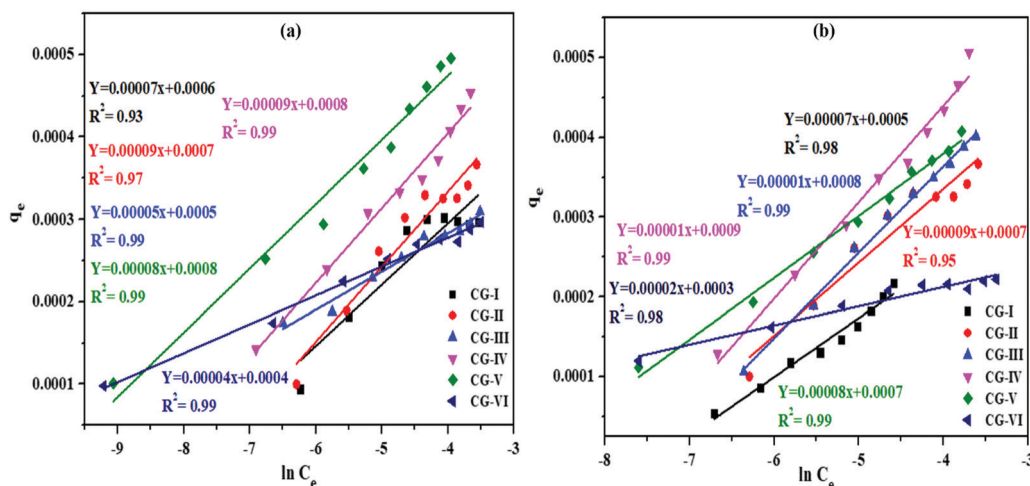 (a)
0.0005
0.0004
0.0003
0.0002
0.0001
q_e
-9
-8
-7
-6
-5
-4
-3
ln C_e
Y=0.00007x+0.0006
R²= 0.93
Y=0.00009x+0.0008
R²= 0.99
Y=0.00009x+0.0007
R²= 0.97
Y=0.00005x+0.0005
R²= 0.99
Y=0.00008x+0.0008
R²= 0.99
Y=0.00004x+0.0004
R²= 0.99
CG-I
CG-II
CG-III
CG-IV
CG-V
CG-VI
(b)
0.0005
0.0004
0.0003
0.0002
0.0001
q_e
-8
-7
-6
-5
-4
-3
ln C_e
Y=0.00007x+0.0005
R²= 0.98
Y=0.00001x+0.0008
R²= 0.99
Y=0.00001x+0.0009
R²= 0.99
Y=0.00009x+0.0007
R²= 0.95
Y=0.00002x+0.0003
R²= 0.98
Y=0.00008x+0.0007
R²= 0.99
CG-I
CG-II
CG-III
CG-IV
CG-V
CG-VI